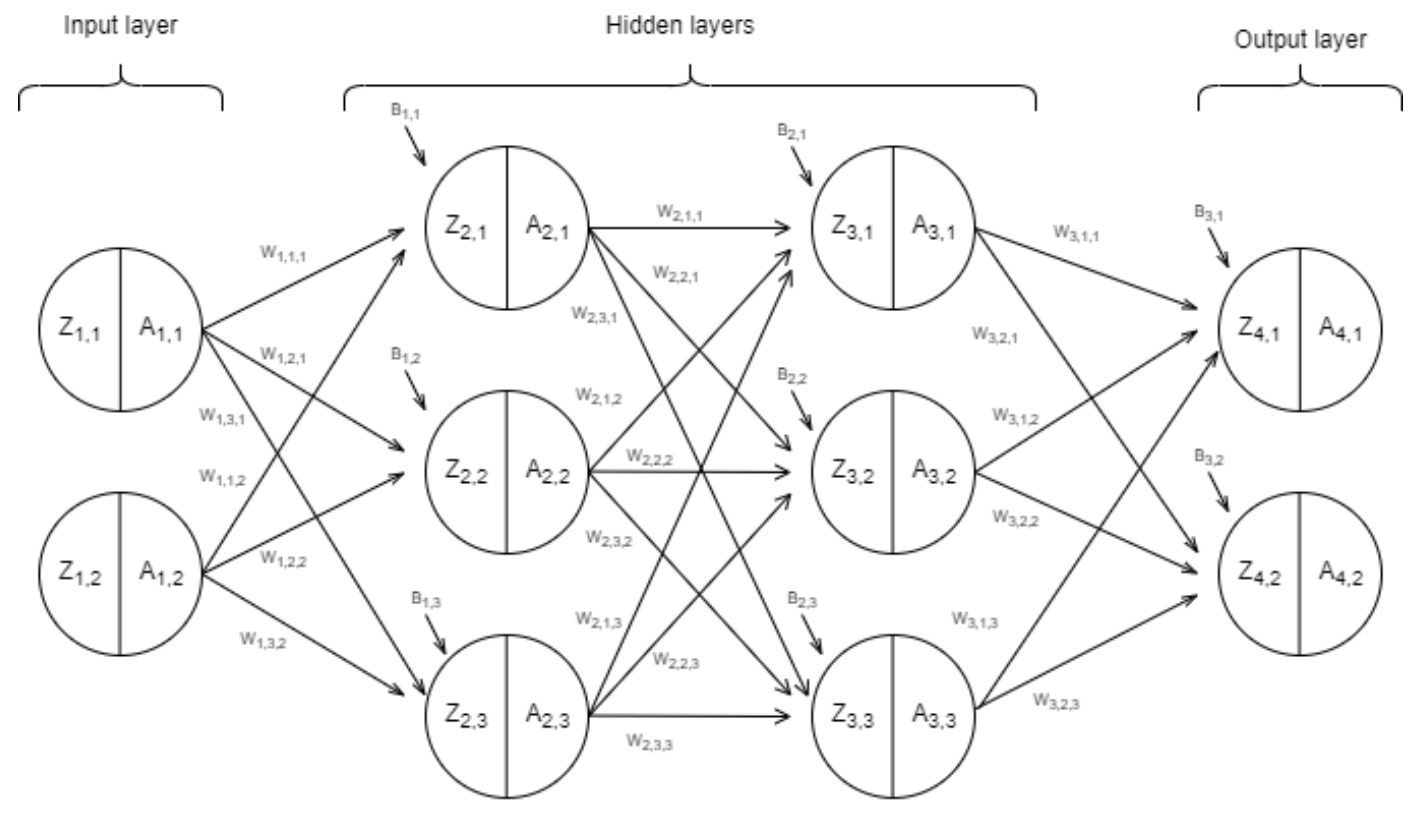 Input layer
Hidden layers
Output layer
B1,1
B2,1
Z2,1 A2,1
W2,1,1
Z3,1 A3,1
B3,1
W3,1,1
W1,1,1
W2,2,1
W2,3,1
Z1,1 A1,1
W3,2,1
Z4,1 A4,1
W1,2,1
B1,2
B2,2
W2,1,2
W1,3,1
W3,1,2
W2,2,2
B3,2
Z2,2 A2,2
Z3,2 A3,2
W1,1,2
W3,2,2
W2,3,2
W1,2,2
Z1,2 A1,2
Z4,2 A4,2
B1,3
B2,3
W2,1,3
W3,1,3
W1,3,2
W2,2,3
W3,2,3
Z2,3 A2,3
Z3,3 A3,3
W2,3,3